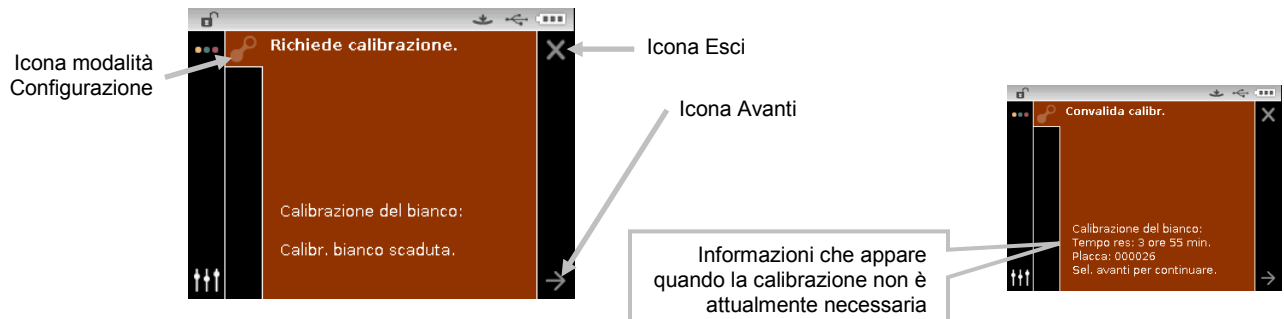 Richiede calibrazione.
Icona modalità
Configurazione
Icona Esci
Icona Avanti
Calibrazione del bianco:
Calibr. bianco scaduta.
Convalida calibr.
Calibrazione del bianco:
Tempo res: 3 ore 55 min.
Placca: 000026
Sel. avanti per continuare.
Informazioni che appare
quando la calibrazione non è
attualmente necessaria